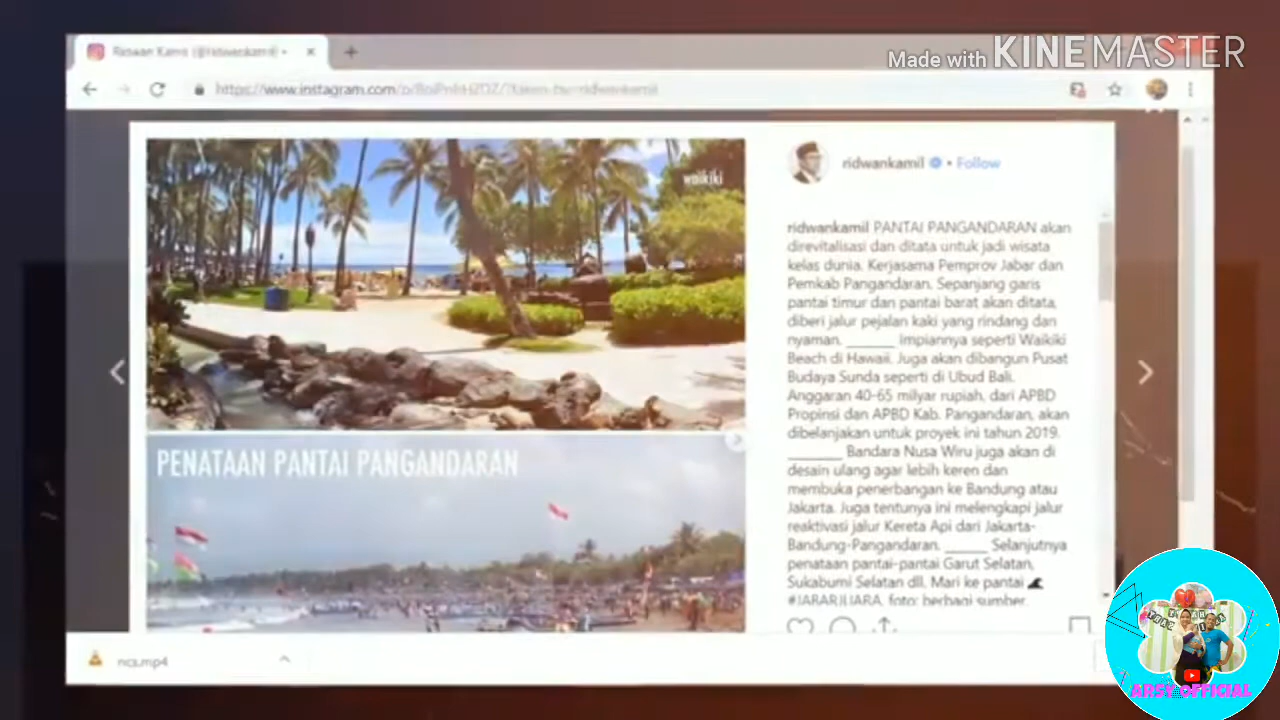 Ridwan Kamil (@ridwankamil) •
Made with KINEMASTER
https://www.instagram.com/p/
waikiki
ridwankamil • Follow
ridwankamil PANTAI PANGANDARAN akan
direvitalisasi dan ditata untuk jadi wisata
kelas dunia. Kerjasama Pemprov Jabar dan
Pemkab Pangandaran. Sepanjang garis
pantai timur dan pantai barat akan ditata,
diberi jalur pejalan kaki yang rindang dan
nyaman. _______ Impiannya seperti Waikiki
Beach di Hawaii. Juga akan dibangun Pusat
Budaya Sunda seperti di Ubud Bali.
Anggaran 40-65 milyar rupiah, dari APBD
Propinsi dan APBD Kab. Pangandaran, akan
dibelanjakan untuk proyek ini tahun 2019.
________ Bandara Nusa Wiru juga akan di
desain ulang agar lebih keren dan
membuka penerbangan ke Bandung atau
Jakarta. Juga tentunya ini melengkapi jalur
reaktivasi jalur Kereta Api dari Jakarta-
Bandung-Pangandaran. ______ Selanjutnya
penataan pantai-pantai Garut Selatan,
Sukabumi Selatan dll. Mari ke pantai 🌊
#JABARJUARA. foto: berbagi sumber.
PENATAAN PANTAI PANGANDARAN
ncs.mp4
ARSY OFFICIAL